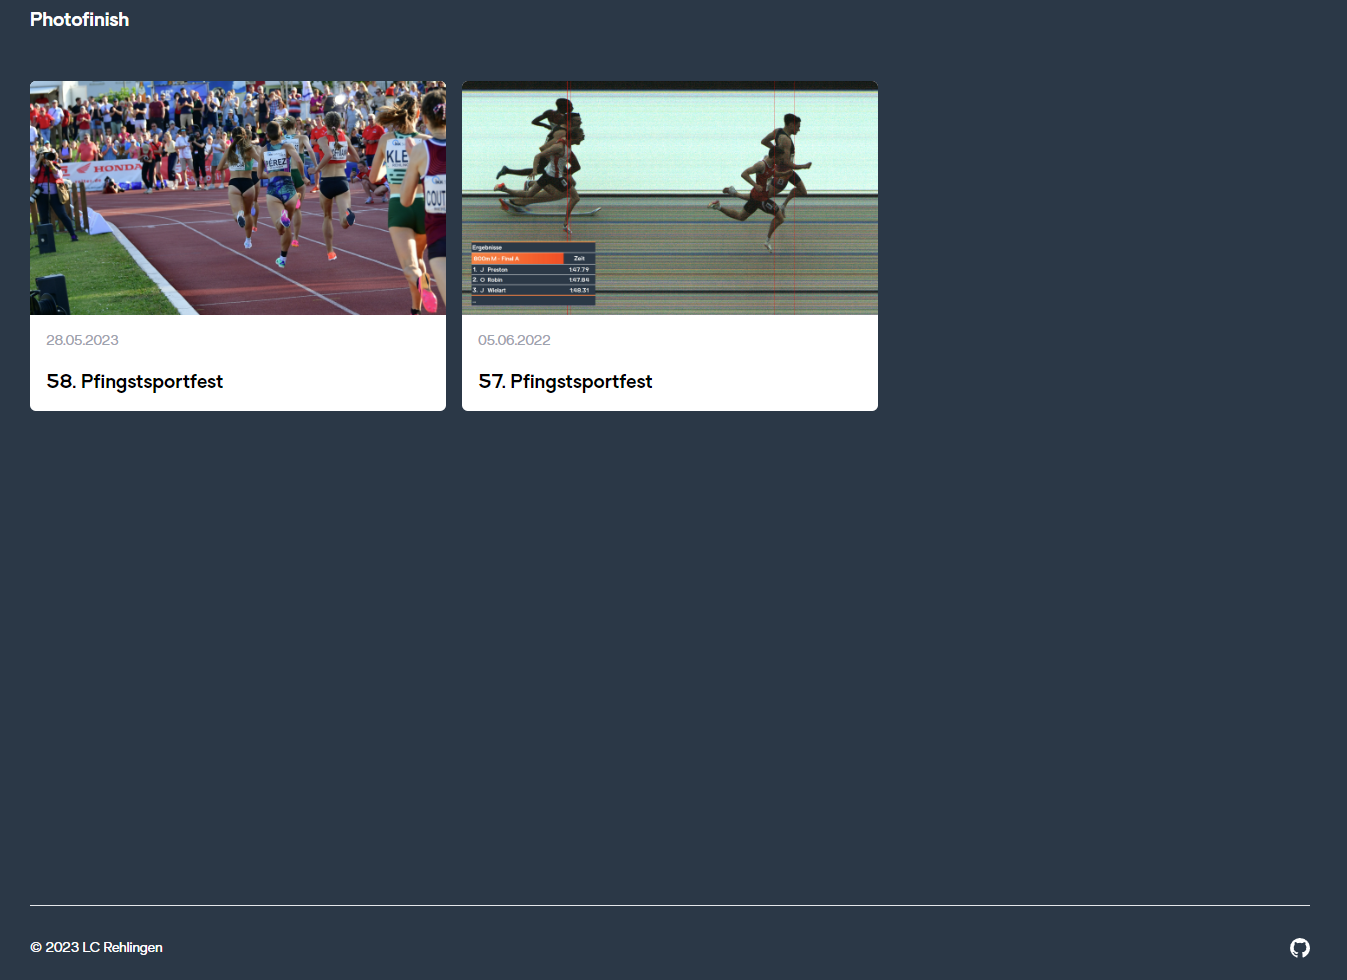 Photofinish
HONDA
PÉREZ
KLE
COUT
Ergebnisse
800m M - Final A Zeit
1. J Preston 1:47.79
2. O Robin 1:47.84
3. J Wielart 1:48.31
28.05.2023
58. Pfingstsportfest
05.06.2022
57. Pfingstsportfest
© 2023 LC Rehlingen